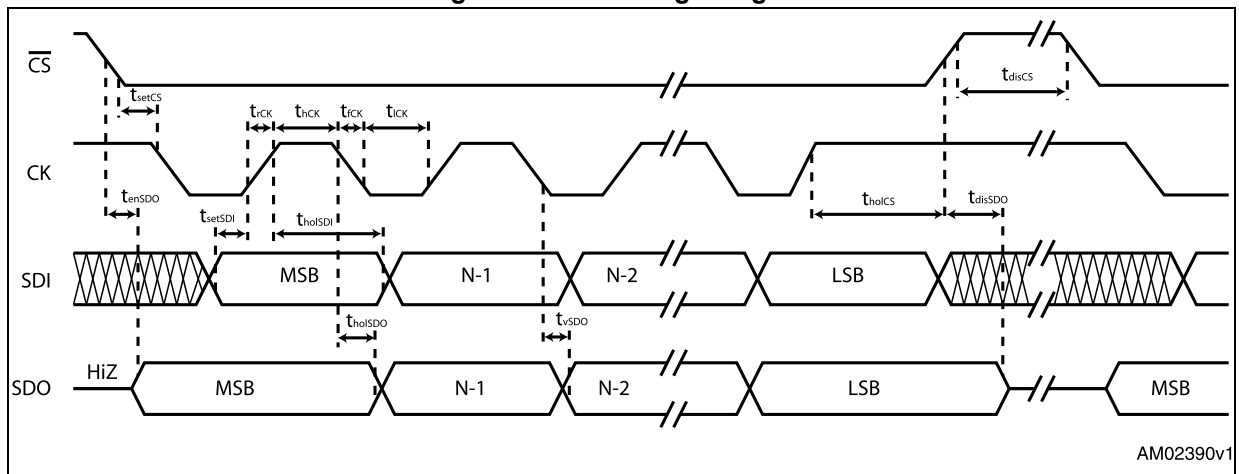 CS
tdisCS
tsetCS
trCK
thCK
tfCK
tlCK
CK
tenSDO
tholCS
tdisSDO
tsetSDI
tholSDI
SDI
MSB
N-1
N-2
LSB
tholSDO
tvSDO
HiZ
SDO
MSB
N-1
N-2
LSB
MSB
AM02390v1